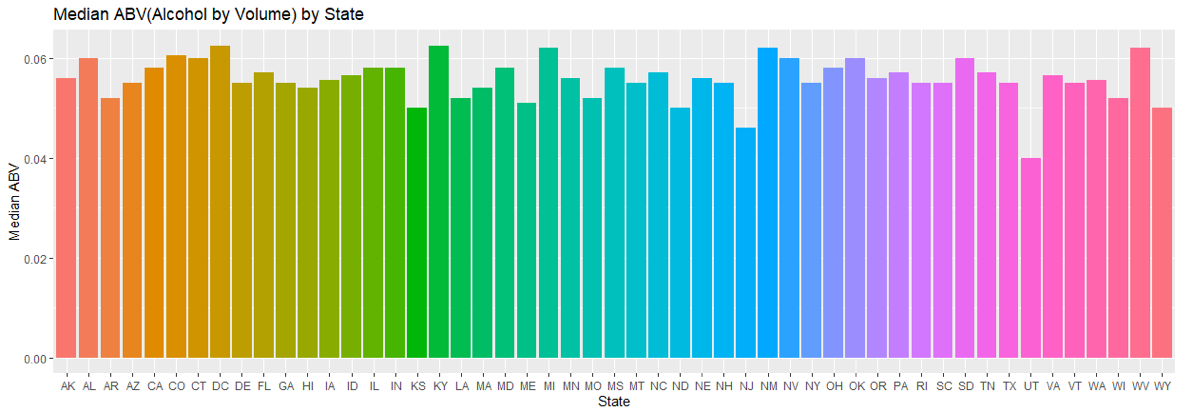 Median ABV(Alcohol by Volume) by State
Median ABV
0.06
0.04
0.02
0.00
AK AL AR AZ CA CO CT DC DE FL GA HI IA ID IL IN KS KY LA MA MD ME MI MN MO MS MT NC ND NE NH NJ NM NV NY OH OK OR PA RI SC SD TN TX UT VA VT WA WI WV WY
State